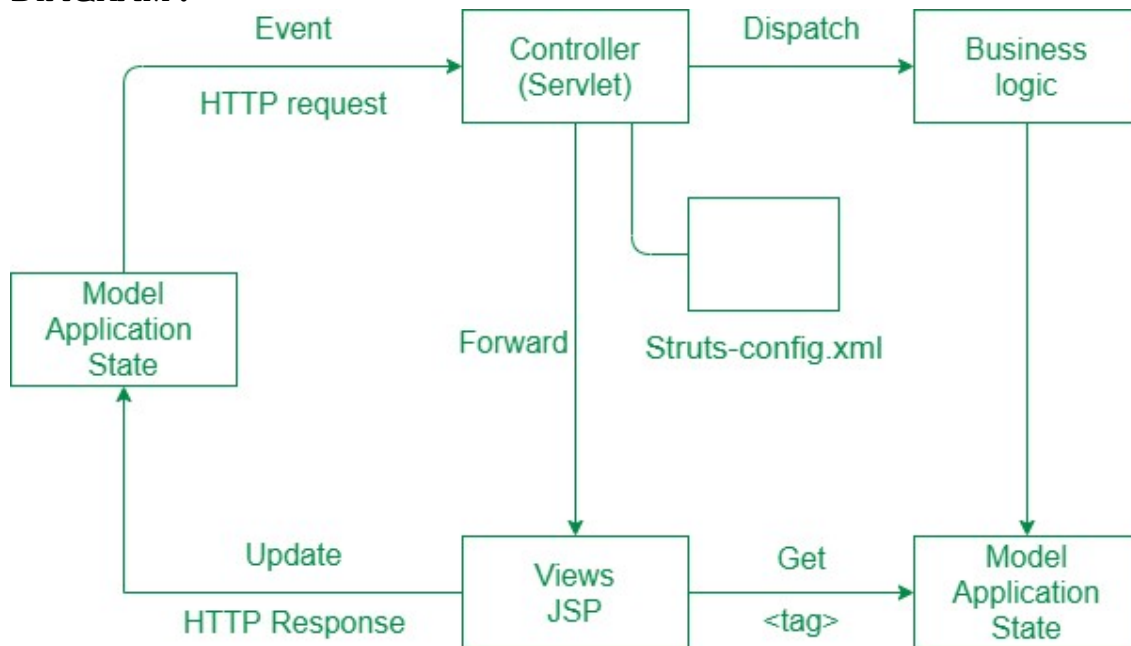 DIAGRAM:
Event
Controller
(Servlet)
Dispatch
Business
logic
HTTP request
Model
Application
State
Forward
Struts-config.xml
Update
Views
JSP
Get
Model
Application
State
HTTP Response
<tag>